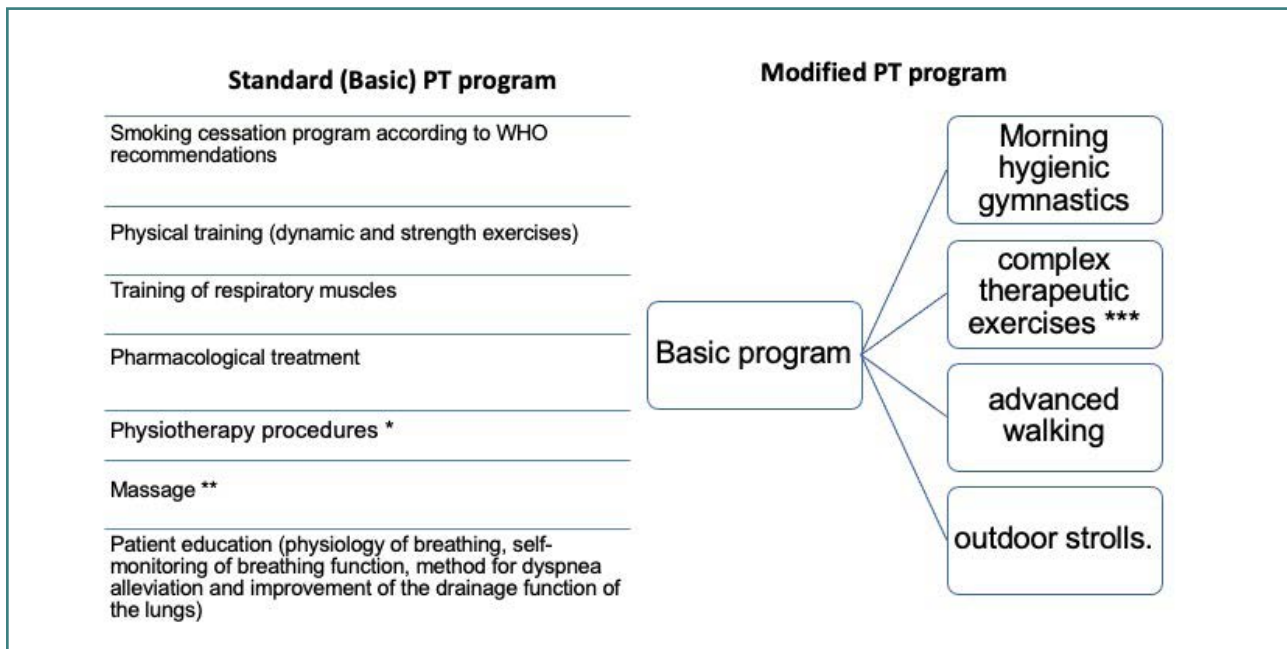 Standard (Basic) PT program
Smoking cessation program according to WHO
recommendations
Physical training (dynamic and strength exercises)
Training of respiratory muscles
Pharmacological treatment
Physiotherapy procedures *
Massage **
Patient education (physiology of breathing, self-
monitoring of breathing function, method for dyspnea
alleviation and improvement of the drainage function of
the lungs)
Modified PT program
Basic program
Morning
hygienic
gymnastics
complex
therapeutic
exercises ***
advanced
walking
outdoor strolls.